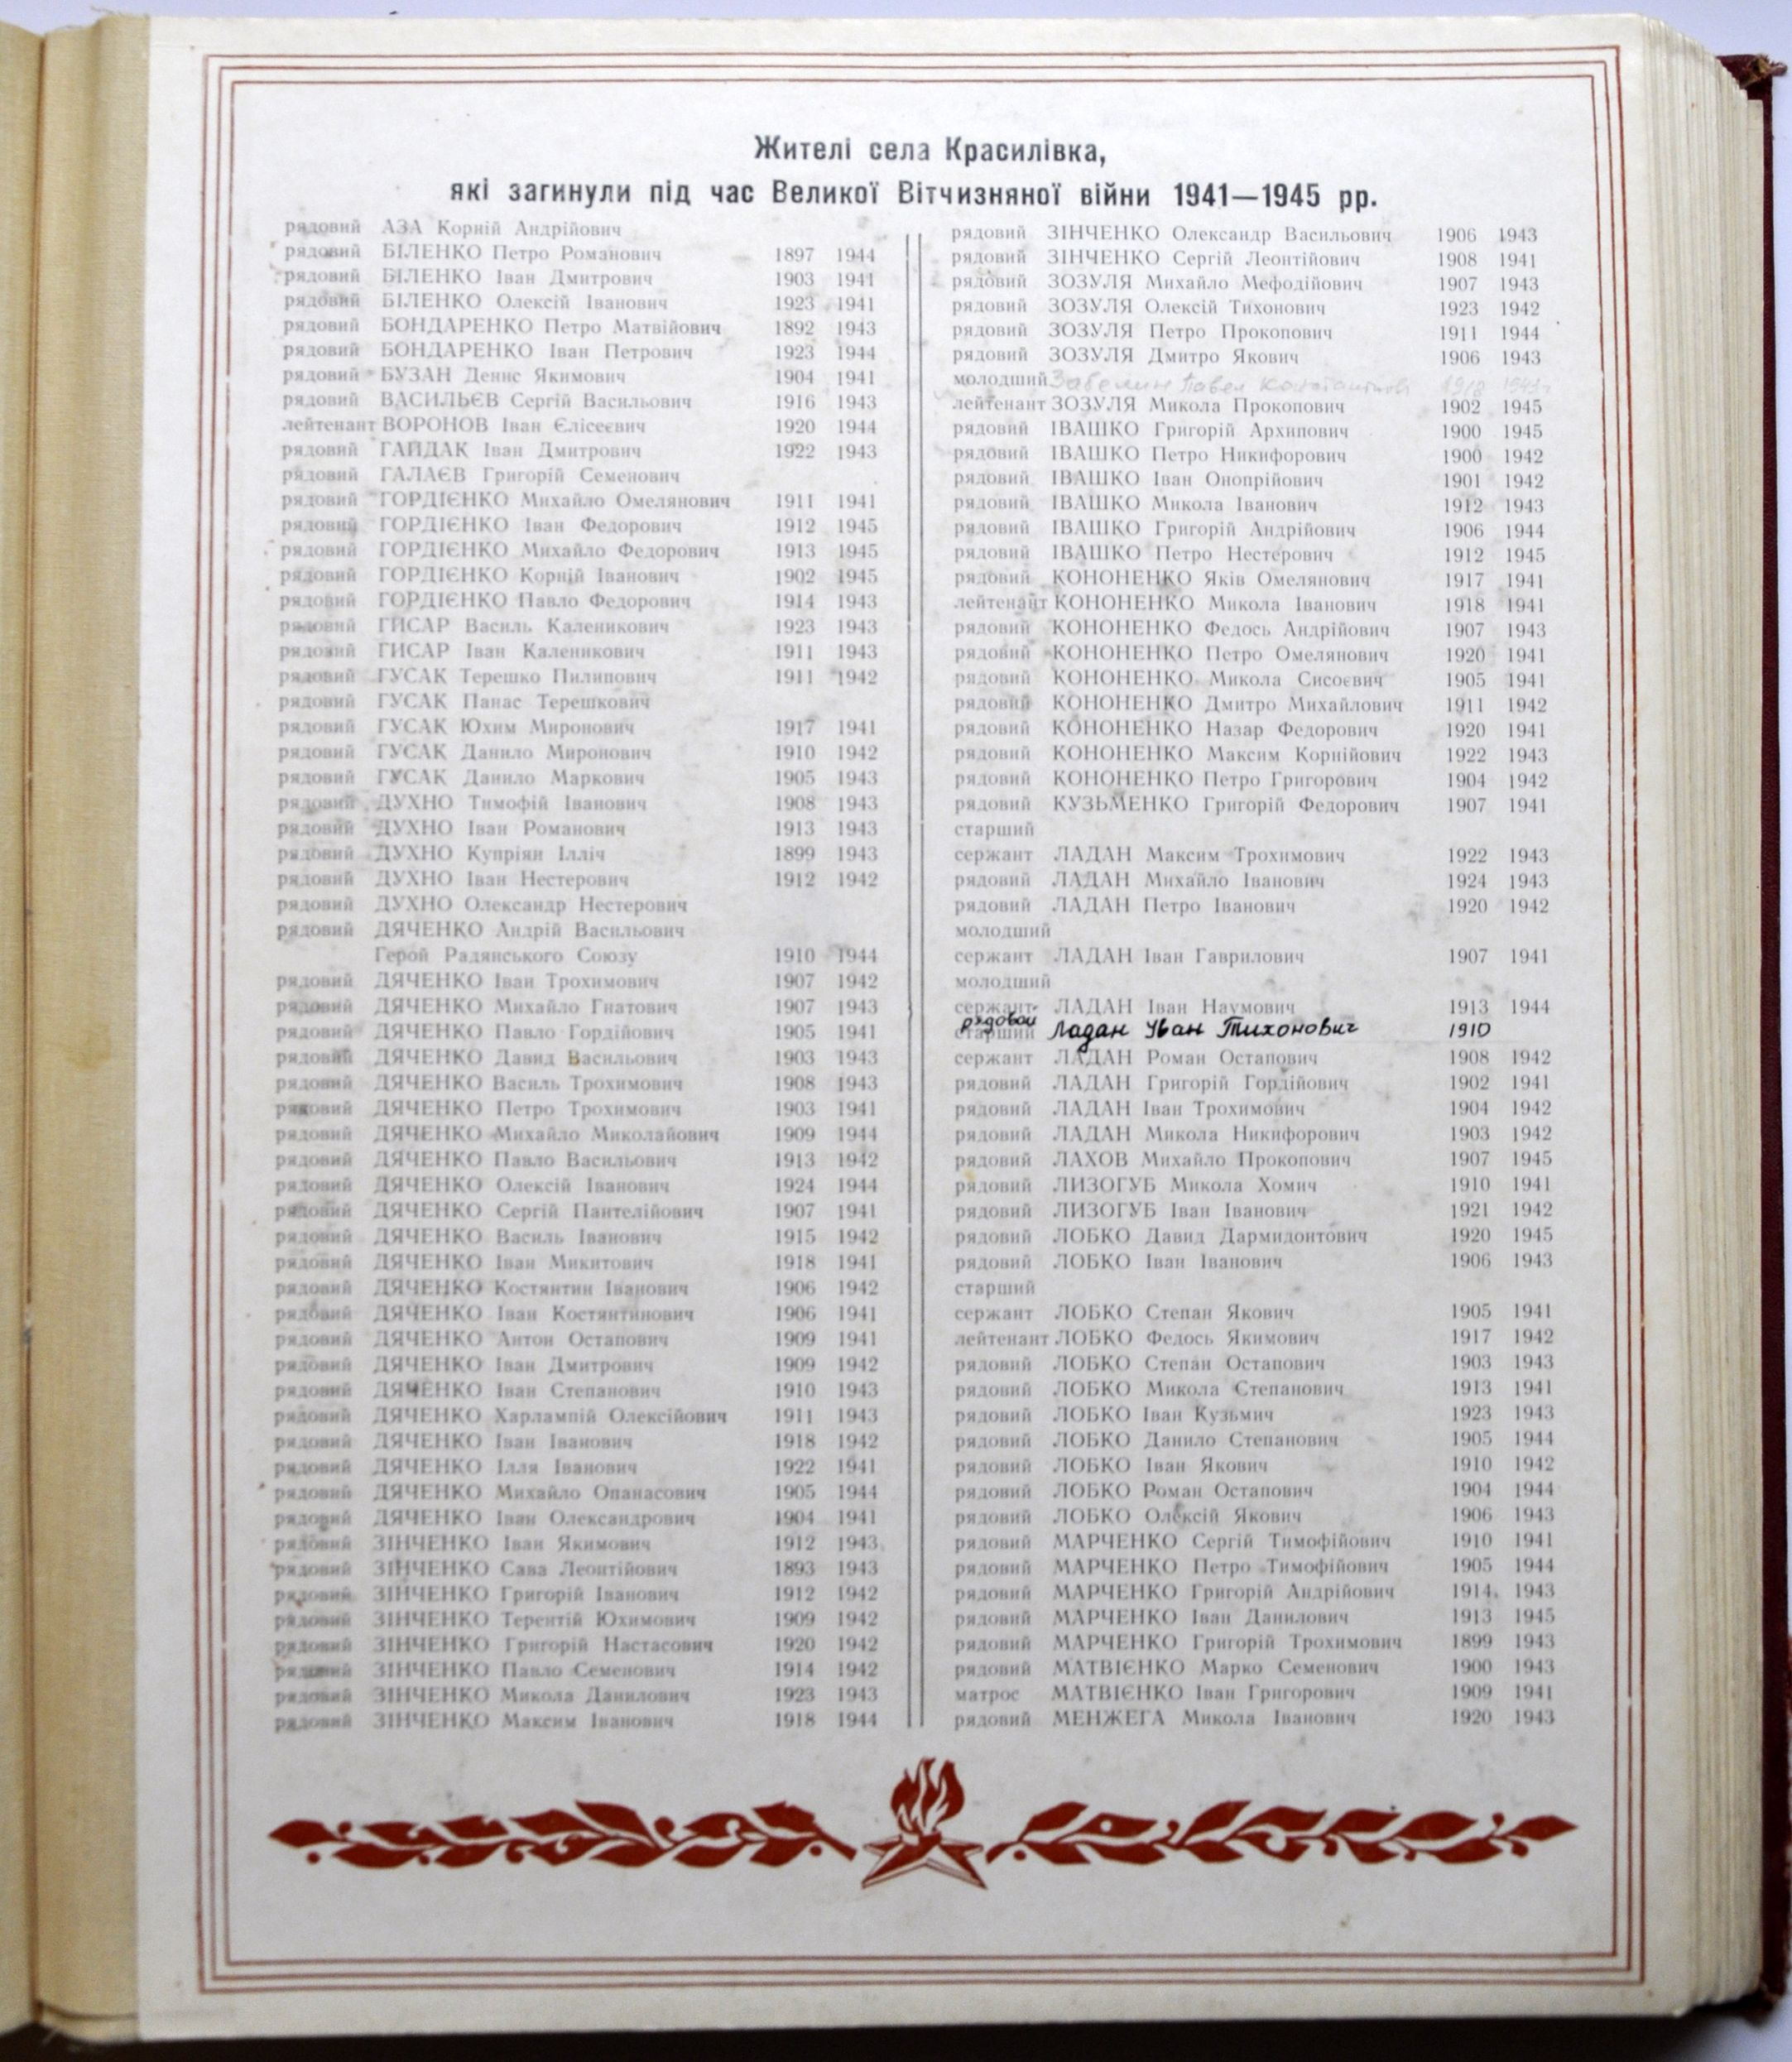 Жителі села Красилівка,
які загинули під час Великої Вітчизняної війни 1941—1945 рр.
рядовий АЗА Корній Андрійович
рядовий БІЛЕНКО Петро Романович 1897 1944
рядовий БІЛЕНКО Іван Дмитрович 1903 1941
рядовий БІЛЕНКО Олексій Іванович 1923 1941
рядовий БОНДАРЕНКО Петро Матвійович 1892 1943
рядовий БОНДАРЕНКО Іван Петрович 1923 1944
рядовий БУЗАН Денис Якимович 1904 1941
рядовий ВАСИЛЬЄВ Сергій Васильович 1916 1943
лейтенант ВОРОНОВ Іван Єлісеєвич 1920 1944
рядовий ГАЙДАК Іван Дмитрович 1922 1943
рядовий ГАЛАЄВ Григорій Семенович
рядовий ГОРДІЄНКО Михайло Омелянович 1911 1941
рядовий ГОРДІЄНКО Іван Федорович 1912 1945
рядовий ГОРДІЄНКО Михайло Федорович 1913 1945
рядовий ГОРДІЄНКО Корній Іванович 1902 1945
рядовий ГОРДІЄНКО Павло Федорович 1914 1943
рядовий ГИСАР Василь Каленикович 1923 1943
рядовий ГИСАР Іван Каленикович 1911 1943
рядовий ГУСАК Терешко Пилипович 1911 1942
рядовий ГУСАК Панас Терешкович
рядовий ГУСАК Юхим Миронович 1917 1941
рядовий ГУСАК Данило Миронович 1910 1942
рядовий ГУСАК Данило Маркович 1905 1943
рядовий ДУХНО Тимофій Іванович 1908 1943
рядовий ДУХНО Іван Романович 1913 1943
рядовий ДУХНО Купріян Ілліч 1899 1943
рядовий ДУХНО Іван Нестерович 1912 1942
рядовий ДУХНО Олександр Нестерович
рядовий ДЯЧЕНКО Андрій Васильович
Герой Радянського Союзу 1910 1944
рядовий ДЯЧЕНКО Іван Трохимович 1907 1942
рядовий ДЯЧЕНКО Михайло Гнатович 1907 1943
рядовий ДЯЧЕНКО Павло Гордійович 1905 1941
рядовий ДЯЧЕНКО Давид Васильович 1903 1943
рядовий ДЯЧЕНКО Василь Трохимович 1908 1943
рядовий ДЯЧЕНКО Петро Трохимович 1903 1941
рядовий ДЯЧЕНКО Михайло Миколайович 1909 1944
рядовий ДЯЧЕНКО Павло Васильович 1913 1942
рядовий ДЯЧЕНКО Олексій Іванович 1924 1944
рядовий ДЯЧЕНКО Сергій Пантелійович 1907 1941
рядовий ДЯЧЕНКО Василь Іванович 1915 1942
рядовий ДЯЧЕНКО Іван Микитович 1918 1941
рядовий ДЯЧЕНКО Костянтин Іванович 1906 1942
рядовий ДЯЧЕНКО Іван Костянтинович 1906 1941
рядовий ДЯЧЕНКО Антон Остапович 1909 1941
рядовий ДЯЧЕНКО Іван Дмитрович 1909 1942
рядовий ДЯЧЕНКО Іван Степанович 1910 1943
рядовий ДЯЧЕНКО Харлампій Олексійович 1911 1943
рядовий ДЯЧЕНКО Іван Іванович 1918 1942
рядовий ДЯЧЕНКО Ілля Іванович 1922 1941
рядовий ДЯЧЕНКО Михайло Опанасович 1905 1944
рядовий ДЯЧЕНКО Іван Олександрович 1904 1941
рядовий ЗІНЧЕНКО Іван Якимович 1912 1943
рядовий ЗІНЧЕНКО Сава Леонтійович 1893 1943
рядовий ЗІНЧЕНКО Григорій Іванович 1912 1942
рядовий ЗІНЧЕНКО Терентій Юхимович 1909 1942
рядовий ЗІНЧЕНКО Григорій Настасович 1920 1942
рядовий ЗІНЧЕНКО Павло Семенович 1914 1942
рядовий ЗІНЧЕНКО Микола Данилович 1923 1943
рядовий ЗІНЧЕНКО Максим Іванович 1918 1944
рядовий ЗІНЧЕНКО Олександр Васильович 1906 1943
рядовий ЗІНЧЕНКО Сергій Леонтійович 1908 1941
рядовий ЗОЗУЛЯ Михайло Мефодійович 1907 1943
рядовий ЗОЗУЛЯ Олексій Тихонович 1923 1942
рядовий ЗОЗУЛЯ Петро Прокопович 1911 1944
рядовий ЗОЗУЛЯ Дмитро Якович 1906 1943
молодший Забелин Павел
лейтенант ЗОЗУЛЯ Микола Прокопович 1902 1945
рядовий ІВАШКО Григорій Архипович 1900 1945
рядовий ІВАШКО Петро Никифорович 1900 1942
рядовий ІВАШКО Іван Онопрійович 1901 1942
рядовий ІВАШКО Микола Іванович 1912 1943
рядовий ІВАШКО Григорій Андрійович 1906 1944
рядовий ІВАШКО Петро Нестерович 1912 1945
рядовий КОНОНЕНКО Яків Омелянович 1917 1941
лейтенант КОНОНЕНКО Микола Іванович 1918 1941
рядовий КОНОНЕНКО Федось Андрійович 1907 1943
рядовий КОНОНЕНКО Петро Омелянович 1920 1941
рядовий КОНОНЕНКО Микола Сисоєвич 1905 1941
рядовий КОНОНЕНКО Дмитро Михайлович 1911 1942
рядовий КОНОНЕНКО Назар Федорович 1920 1941
рядовий КОНОНЕНКО Максим Корнійович 1922 1943
рядовий КОНОНЕНКО Петро Григорович 1904 1942
рядовий КУЗЬМЕНКО Григорій Федорович 1907 1941
старший
сержант ЛАДАН Максим Трохимович 1922 1943
рядовий ЛАДАН Михайло Іванович 1924 1943
рядовий ЛАДАН Петро Іванович 1920 1942
молодший
сержант ЛАДАН Іван Гаврилович 1907 1941
молодший
сержант ЛАДАН Іван Наумович 1913 1944
рядовой Ладан Иван Тихонович 1910
старший
сержант ЛАДАН Роман Остапович 1908 1942
рядовий ЛАДАН Григорій Гордійович 1902 1941
рядовий ЛАДАН Іван Трохимович 1904 1942
рядовий ЛАДАН Микола Никифорович 1903 1942
рядовий ЛАХОВ Михайло Прокопович 1907 1945
рядовий ЛИЗОГУБ Микола Хомич 1910 1941
рядовий ЛИЗОГУБ Іван Іванович 1921 1942
рядовий ЛОБКО Давид Дармидонтович 1920 1945
рядовий ЛОБКО Іван Іванович 1906 1943
старший
сержант ЛОБКО Степан Якович 1905 1941
лейтенант ЛОБКО Федось Якимович 1917 1942
рядовий ЛОБКО Степан Остапович 1903 1943
рядовий ЛОБКО Микола Степанович 1913 1941
рядовий ЛОБКО Іван Кузьмич 1923 1943
рядовий ЛОБКО Данило Степанович 1905 1944
рядовий ЛОБКО Іван Якович 1910 1942
рядовий ЛОБКО Роман Остапович 1904 1944
рядовий ЛОБКО Олексій Якович 1906 1943
рядовий МАРЧЕНКО Сергій Тимофійович 1910 1941
рядовий МАРЧЕНКО Петро Тимофійович 1905 1944
рядовий МАРЧЕНКО Григорій Андрійович 1914 1943
рядовий МАРЧЕНКО Іван Данилович 1913 1945
рядовий МАРЧЕНКО Григорій Трохимович 1899 1943
рядовий МАТВІЄНКО Марко Семенович 1900 1943
матрос МАТВІЄНКО Іван Григорович 1909 1941
рядовий МЕНЖЕГА Микола Іванович 1920 1943